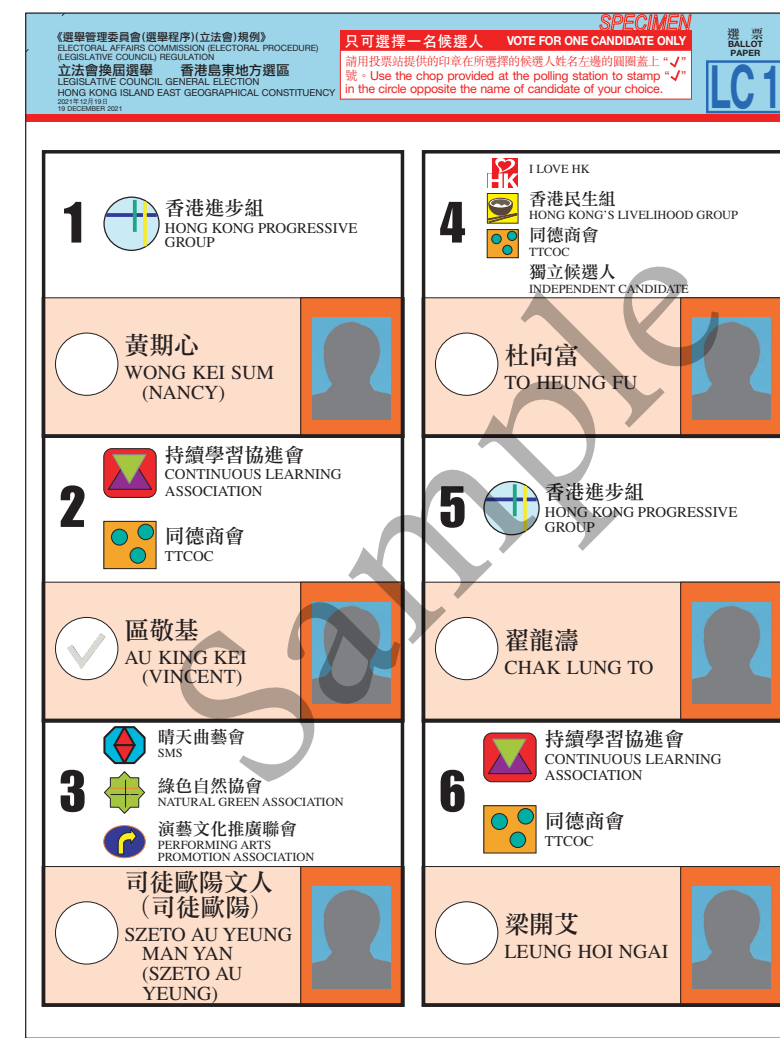 SPECIMEN
《選舉管理委員會(選舉程序)(立法會)規例》
ELECTORAL AFFAIRS COMMISSION (ELECTORAL PROCEDURE)
(LEGISLATIVE COUNCIL) REGULATION
立法會換屆選舉 香港島東地方選區
LEGISLATIVE COUNCIL GENERAL ELECTION
HONG KONG ISLAND EAST GEOGRAPHICAL CONSTITUENCY
2021年12月19日
19 DECEMBER 2021
只可選擇一名候選人 VOTE FOR ONE CANDIDATE ONLY
請用投票站提供的印章在所選擇的候選人姓名左邊的圓圈蓋上“✓”
號。Use the chop provided at the polling station to stamp “✓”
in the circle opposite the name of candidate of your choice.
選票
BALLOT
PAPER
LC 1
1
香港進步組
HONG KONG PROGRESSIVE
GROUP
黃期心
WONG KEI SUM
(NANCY)
2
持續學習協進會
CONTINUOUS LEARNING
ASSOCIATION
同德商會
TTCOC
區敬基
AU KING KEI
(VINCENT)
3
晴天曲藝會
SMS
綠色自然協會
NATURAL GREEN ASSOCIATION
演藝文化推廣聯會
PERFORMING ARTS
PROMOTION ASSOCIATION
司徒歐陽文人
(司徒歐陽)
SZETO AU YEUNG
MAN YAN
(SZETO AU
YEUNG)
4
HK
I LOVE HK
香港民生組
HONG KONG'S LIVELIHOOD GROUP
同德商會
TTCOC
獨立候選人
INDEPENDENT CANDIDATE
杜向富
TO HEUNG FU
5
香港進步組
HONG KONG PROGRESSIVE
GROUP
翟龍濤
CHAK LUNG TO
6
持續學習協進會
CONTINUOUS LEARNING
ASSOCIATION
同德商會
TTCOC
梁開艾
LEUNG HOI NGAI
Sample